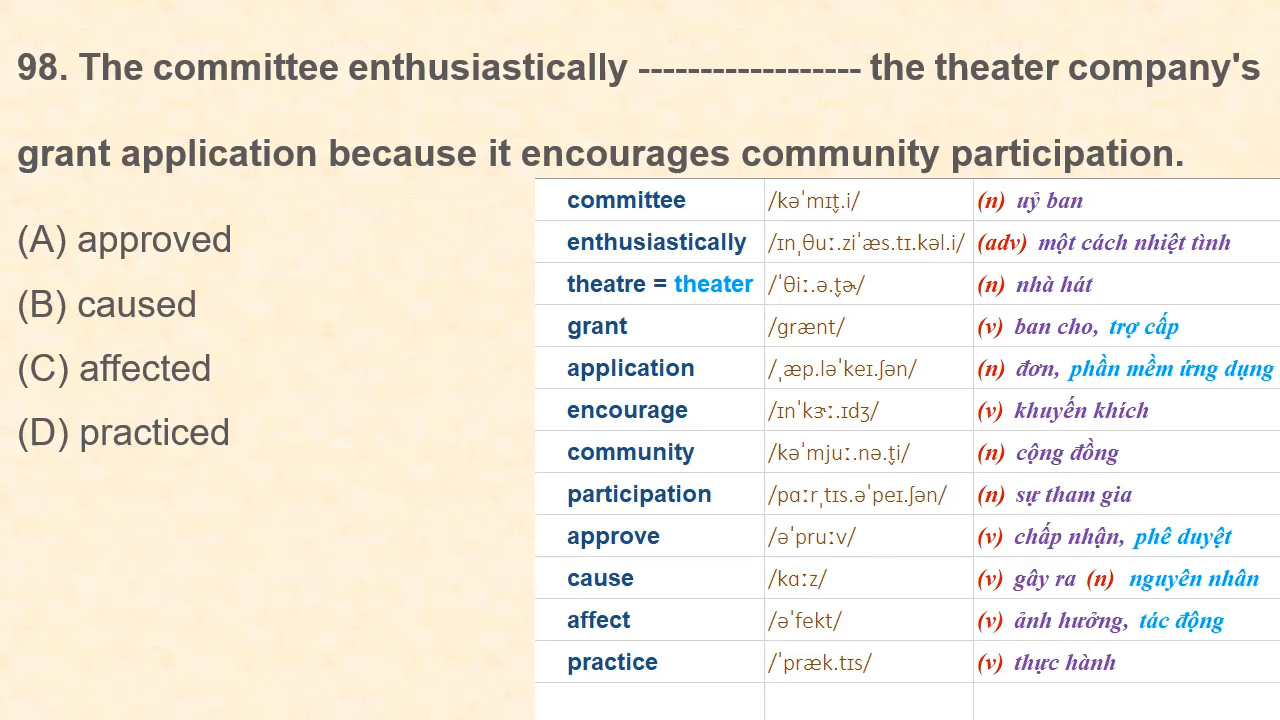 98. The committee enthusiastically ------------------ the theater company's
grant application because it encourages community participation.
(A) approved
(B) caused
(C) affected
(D) practiced
committee /kəˈmɪt̬.i/ (n) uỷ ban
enthusiastically /ɪnˌθuː.ziˈæs.tɪ.kəl.i/ (adv) một cách nhiệt tình
theatre = theater /ˈθiː.ə.t̬ɚ/ (n) nhà hát
grant /ɡrænt/ (v) ban cho, trợ cấp
application /ˌæp.ləˈkeɪ.ʃən/ (n) đơn, phần mềm ứng dụng
encourage /ɪnˈkɝː.ɪdʒ/ (v) khuyến khích
community /kəˈmjuː.nə.t̬i/ (n) cộng đồng
participation /pɑːrˌtɪs.əˈpeɪ.ʃən/ (n) sự tham gia
approve /əˈpruːv/ (v) chấp nhận, phê duyệt
cause /kɑːz/ (v) gây ra (n) nguyên nhân
affect /əˈfekt/ (v) ảnh hưởng, tác động
practice /ˈpræk.tɪs/ (v) thực hành